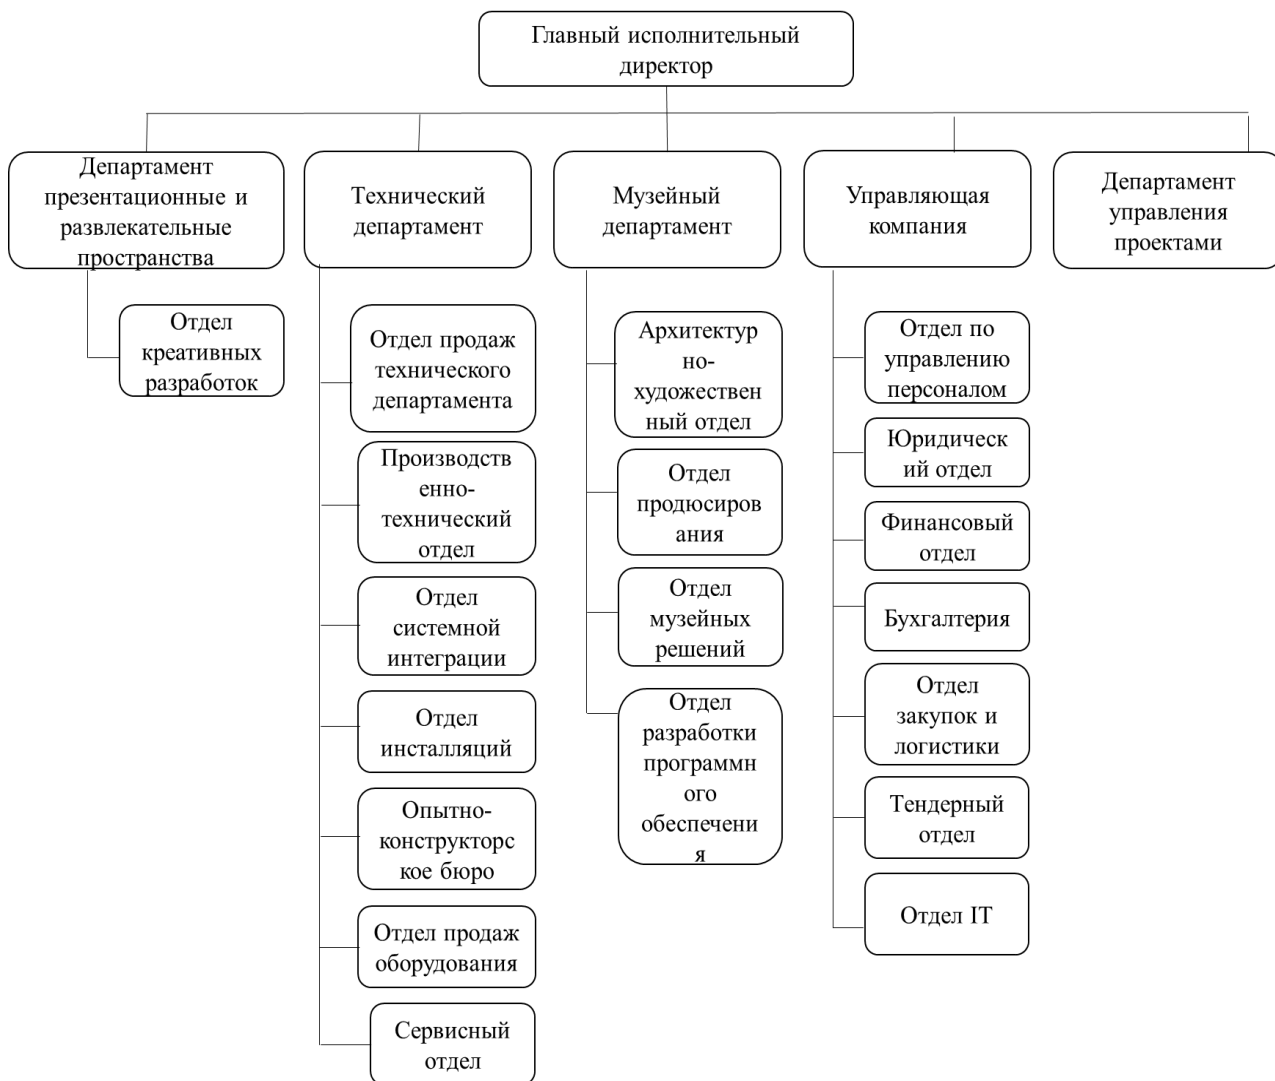 Главный исполнительный
директор
Департамент
презентационные и
развлекательные
пространства
Технический
департамент
Музейный
департамент
Управляющая
компания
Департамент
управления
проектами
Отдел
креативных
разработок
Отдел продаж
технического
департамента
Производств
енно-
технический
отдел
Отдел
системной
интеграции
Отдел
инсталляций
Опытно-
конструкторс
кое бюро
Отдел продаж
оборудования
Сервисный
отдел
Архитектур
но-
художествен
ный отдел
Отдел
продюсиров
ания
Отдел
музейных
решений
Отдел
разработки
программн
ого
обеспечени
я
Отдел по
управлению
персоналом
Юридическ
ий отдел
Финансовый
отдел
Бухгалтерия
Отдел
закупок и
логистики
Тендерный
отдел
Отдел IT